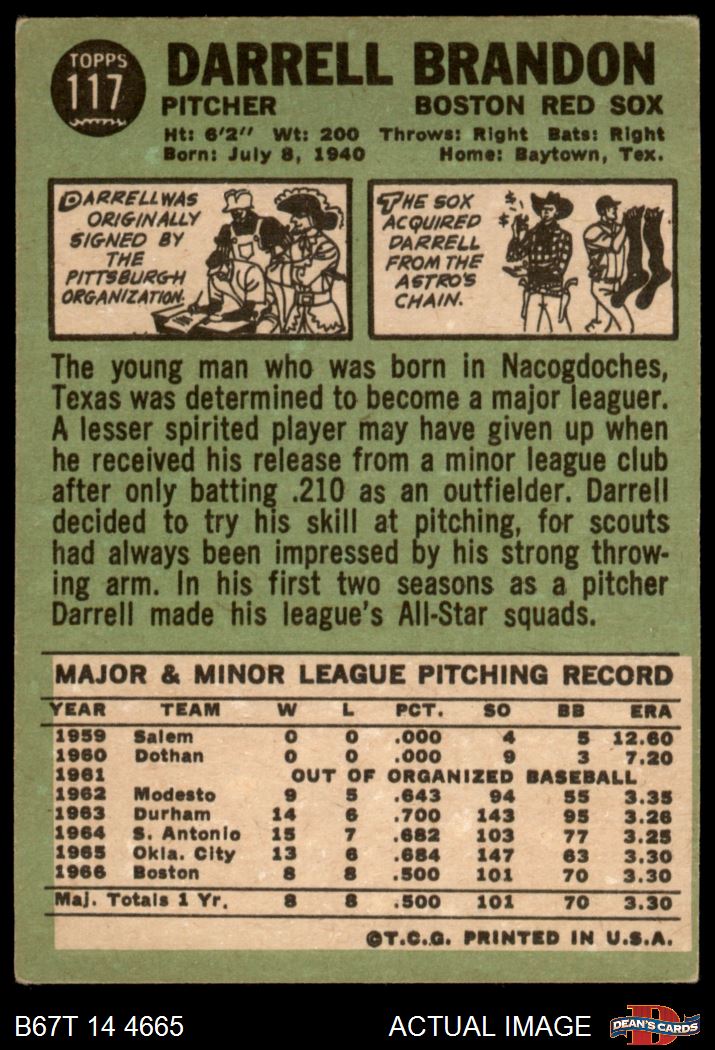 TOPPS
117
DARRELL BRANDON
PITCHER BOSTON RED SOX
Ht: 6'2" Wt: 200 Throws: Right Bats: Right
Born: July 8, 1940 Home: Baytown, Tex.
DARRELL WAS
ORIGINALLY
SIGNED BY
THE
PITTSBURGH
ORGANIZATION.
THE SOX
ACQUIRED
DARRELL
FROM THE
ASTRO'S
CHAIN.
$
$
The young man who was born in Nacogdoches,
Texas was determined to become a major leaguer.
A lesser spirited player may have given up when
he received his release from a minor league club
after only batting .210 as an outfielder. Darrell
decided to try his skill at pitching, for scouts
had always been impressed by his strong throw-
ing arm. In his first two seasons as a pitcher
Darrell made his league's All-Star squads.
MAJOR & MINOR LEAGUE PITCHING RECORD
YEAR TEAM W L PCT. SO BB ERA
1959 Salem 0 0 .000 4 5 12.60
1960 Dothan 0 0 .000 9 3 7.20
1961 OUT OF ORGANIZED BASEBALL
1962 Modesto 9 5 .643 94 55 3.35
1963 Durham 14 6 .700 143 95 3.26
1964 S. Antonio 15 7 .682 103 77 3.25
1965 Okla. City 13 6 .684 147 63 3.30
1966 Boston 8 8 .500 101 70 3.30
Maj. Totals 1 Yr. 8 8 .500 101 70 3.30
©T.C.G. PRINTED IN U.S.A.
B67T 14 4665 ACTUAL IMAGE
D
DEAN'S CARDS